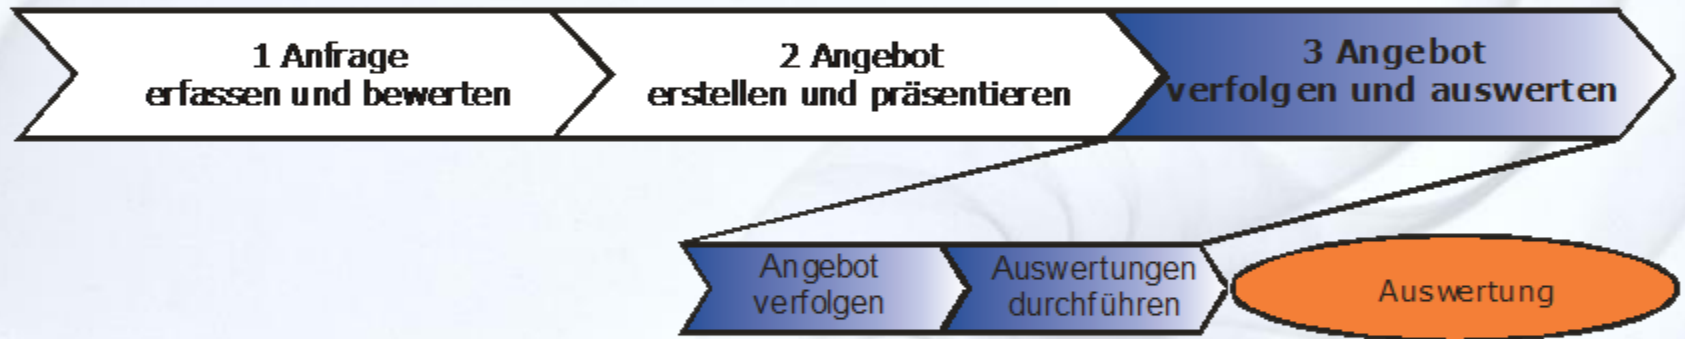 1 Anfrage
erfassen und bewerten
2 Angebot
erstellen und präsentieren
3 Angebot
verfolgen und auswerten
Angebot
verfolgen
Auswertungen
durchführen
Auswertung